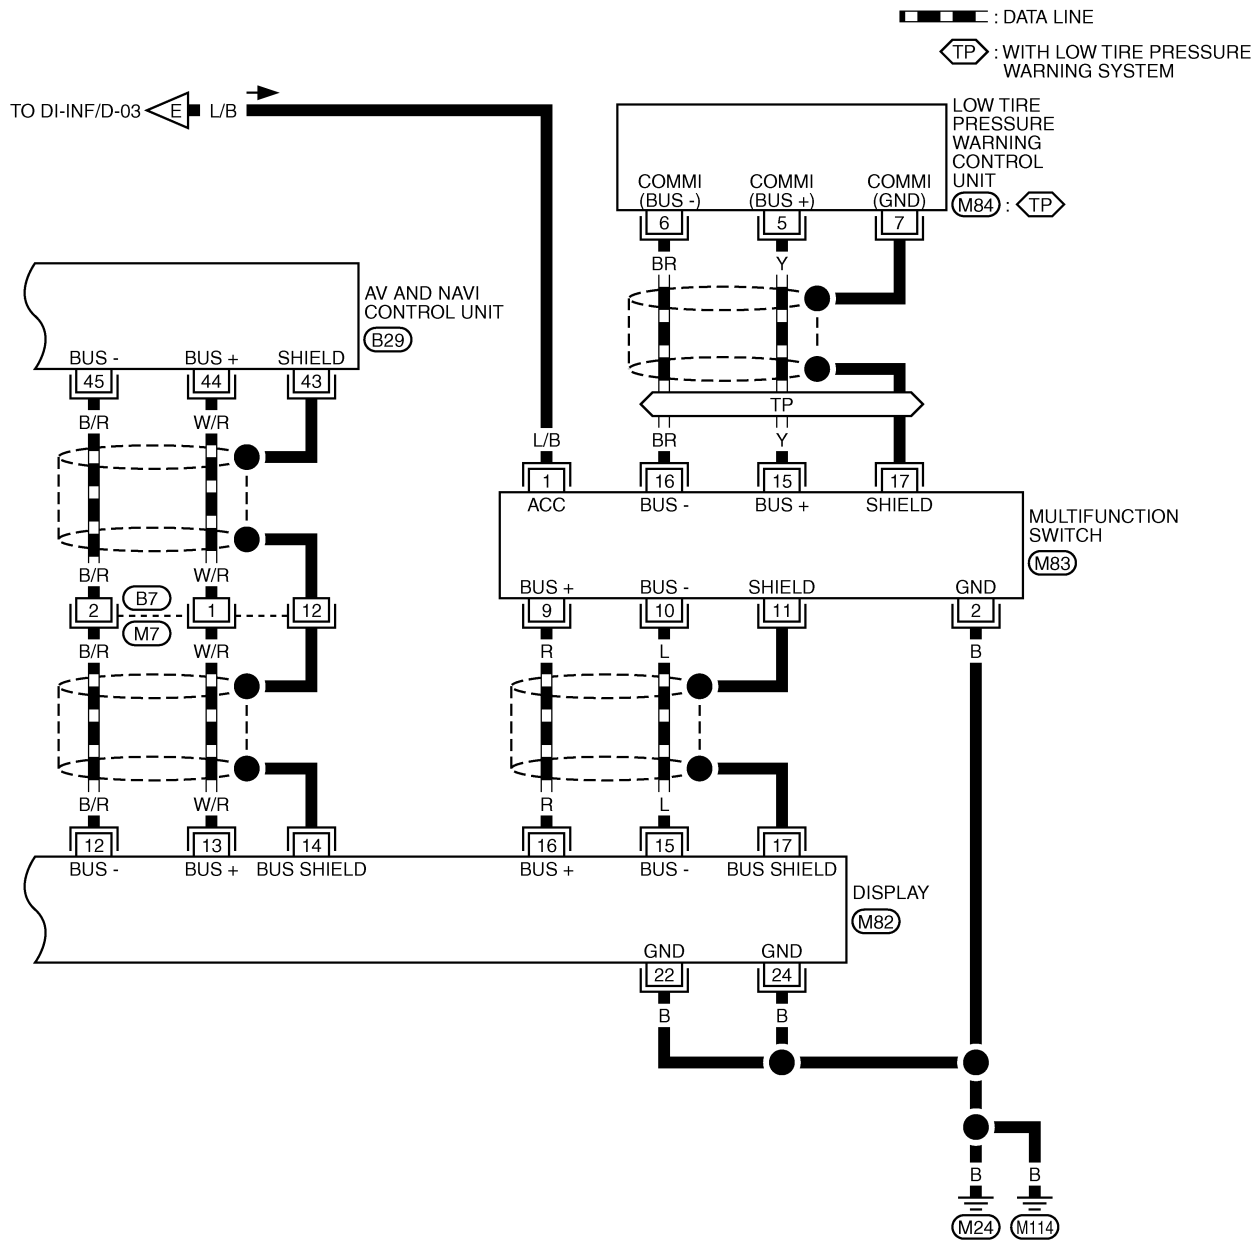 : DATA LINE
TP : WITH LOW TIRE PRESSURE
WARNING SYSTEM
TO DI-INF/D-03 E L/B
LOW TIRE
PRESSURE
WARNING
CONTROL
UNIT
M84 : TP
COMMI (BUS -)
COMMI (BUS +)
COMMI (GND)
6 5 7
BR Y
AV AND NAVI
CONTROL UNIT
B29
BUS - BUS + SHIELD
45 44 43
B/R W/R
TP
L/B BR Y
1 16 15 17
ACC BUS - BUS + SHIELD
MULTIFUNCTION
SWITCH
M83
B/R W/R
BUS + BUS - SHIELD GND
2 B7 1 12
9 10 11 2
M7
B/R W/R R L B
B/R W/R R L
12 13 14 16 15 17
BUS - BUS + BUS SHIELD BUS + BUS - BUS SHIELD
DISPLAY
M82
GND GND
22 24
B B
B B
M24 M114